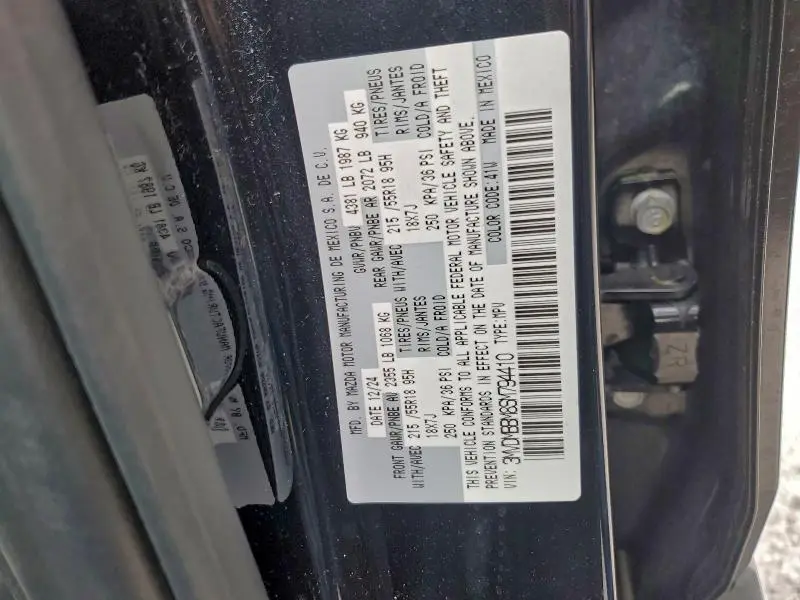 MFD. BY MAZDA MOTOR MANUFACTURING DE MEXICO S.A. DE C.V.
DATE 12/24 GVWR/PNBV 4381 LB 1987 KG
FRONT GAWR/PNBE AV 2355 LB 1068 KG REAR GAWR/PNBE AR 2072 LB 940 KG
WITH/AVEC 215 /55R18 95H TIRES/PNEUS WITH/AVEC 215 /55R18 95H TIRES/PNEUS
18X7J RIMS/JANTES 18X7J RIMS/JANTES
250 KPA/36 PSI COLD/A FROID 250 KPA/36 PSI COLD/A FROID
THIS VEHICLE CONFORMS TO ALL APPLICABLE FEDERAL MOTOR VEHICLE SAFETY AND THEFT
PREVENTION STANDARDS IN EFFECT ON THE DATE OF MANUFACTURE SHOWN ABOVE.
VIN: TYPE:MPV COLOR CODE:41W MADE IN MEXICO
ZR